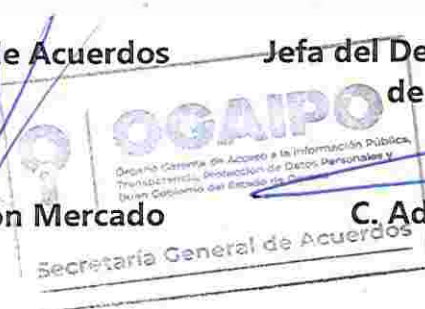 e Acuerdos
Jefa del De
de
OGAIPO
Órgano Garante de Acceso a la Información Pública,
Transparencia, Protección de Datos Personales y
Buen Gobierno del Estado de
on Mercado
C. Ad
Secretaría General de Acuerdos